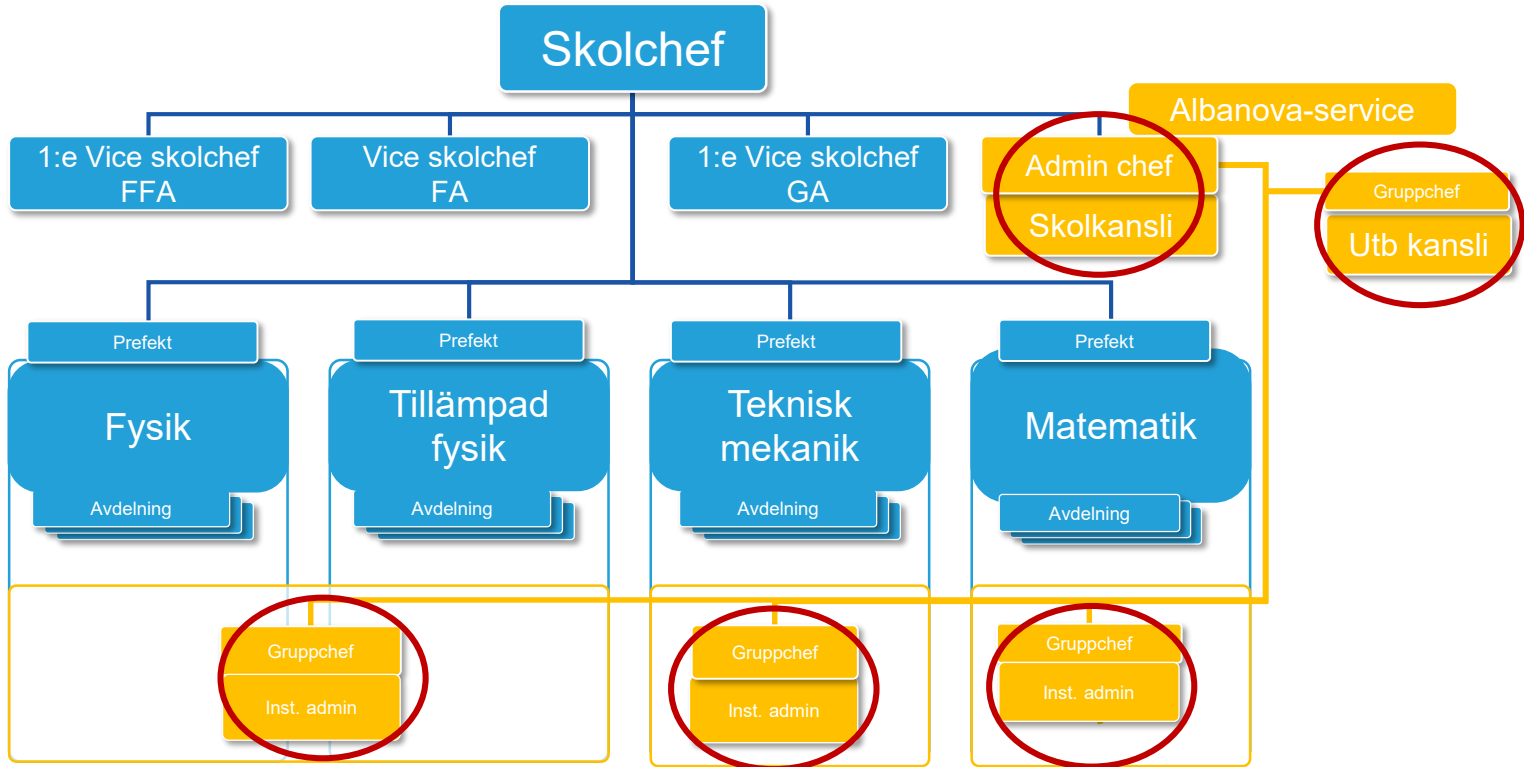 Skolchef
Albanova-service
1:e Vice skolchef
FFA
Vice skolchef
FA
1:e Vice skolchef
GA
Admin chef
Skolkansli
Gruppchef
Utb kansli
Prefekt
Fysik
Avdelning
Prefekt
Tillämpad
fysik
Avdelning
Prefekt
Teknisk
mekanik
Avdelning
Prefekt
Matematik
Avdelning
Gruppchef
Inst. admin
Gruppchef
Inst. admin
Gruppchef
Inst. admin